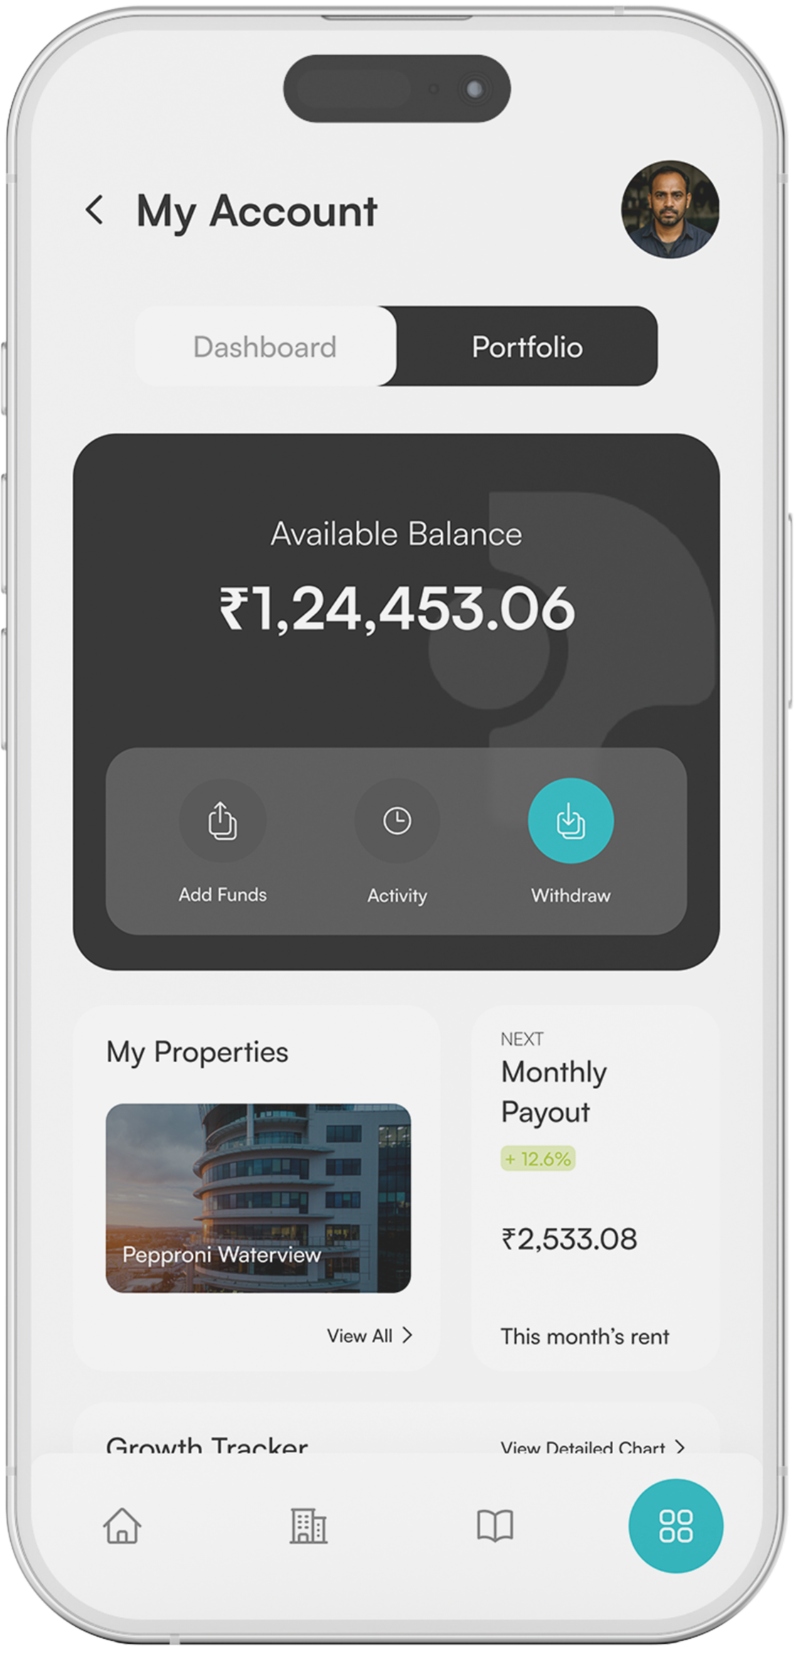 My Account
Dashboard
Portfolio
Available Balance
₹1,24,453.06
Add Funds
Activity
Withdraw
My Properties
Pepproni Waterview
View All
NEXT
Monthly
Payout
+ 12.6%
₹2,533.08
This month’s rent
Growth Tracker
View Detailed Chart